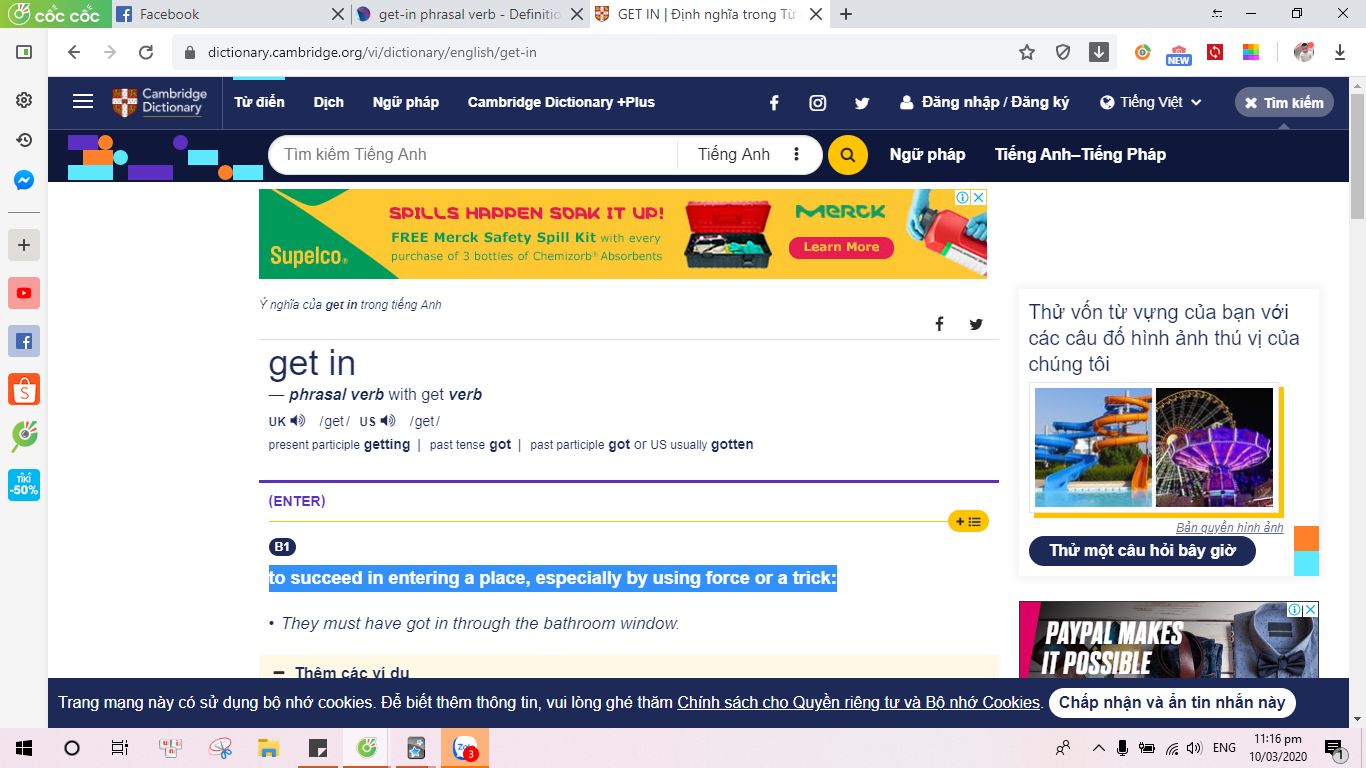 cốc cốc
Facebook
get-in phrasal verb - Definitio
GET IN | Định nghĩa trong Từ
dictionary.cambridge.org/vi/dictionary/english/get-in
NEW
Cambridge Dictionary
Từ điển
Dịch
Ngữ pháp
Cambridge Dictionary +Plus
Đăng nhập / Đăng ký
Tiếng Việt
Tìm kiếm
Tìm kiếm Tiếng Anh
Tiếng Anh
Ngữ pháp
Tiếng Anh–Tiếng Pháp
SPILLS HAPPEN SOAK IT UP!
FREE Merck Safety Spill Kit with every
purchase of 3 bottles of Chemizorb® Absorbents
Supelco®
MERCK
Learn More
Ý nghĩa của get in trong tiếng Anh
get in
— phrasal verb with get verb
UK /get/ US /get/
present participle getting | past tense got | past participle got or US usually gotten
(ENTER)
B1
to succeed in entering a place, especially by using force or a trick:
• They must have got in through the bathroom window.
Thêm các ví dụ
Thử vốn từ vựng của bạn với
các câu đố hình ảnh thú vị của
chúng tôi
Bản quyền hình ảnh
Thử một câu hỏi bây giờ
PAYPAL MAKES
IT POSSIBLE
TIKI
-50%
Trang mạng này có sử dụng bộ nhớ cookies. Để biết thêm thông tin, vui lòng ghé thăm Chính sách cho Quyền riêng tư và Bộ nhớ Cookies.
Chấp nhận và ẩn tin nhắn này
3
ENG
11:16 pm
10/03/2020
1